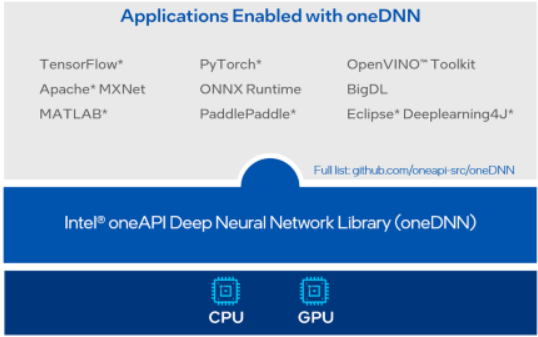 Applications Enabled with oneDNN
TensorFlow* PyTorch* OpenVINO™ Toolkit
Apache* MXNet ONNX Runtime BigDL
MATLAB* PaddlePaddle* Eclipse* Deeplearning4J*
Full list: github.com/oneapi-src/oneDNN
Intel® oneAPI Deep Neural Network Library (oneDNN)
CPU GPU